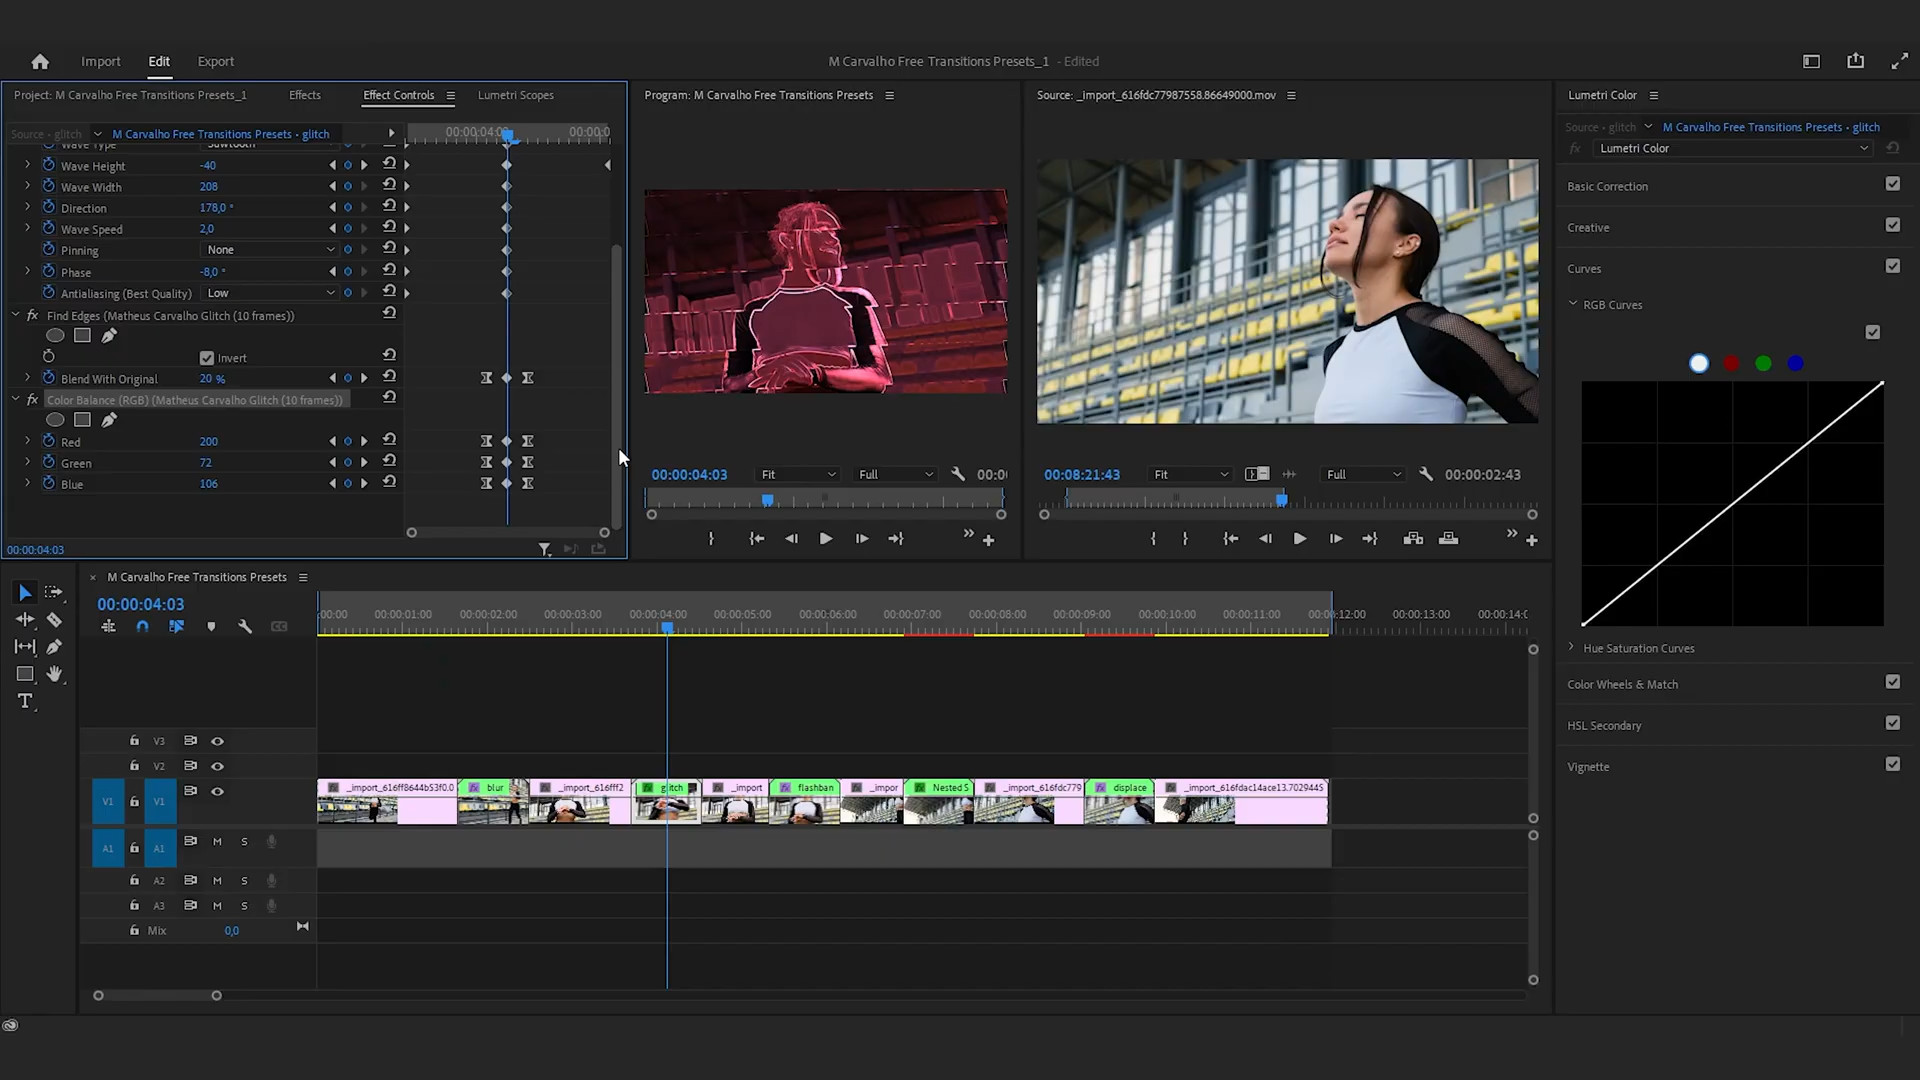 Import Edit Export M Carvalho Free Transitions Presets_1 - Edited
Project: M Carvalho Free Transitions Presets_1 Effects Effect Controls Lumetri Scopes
Source - glitch M Carvalho Free Transitions Presets - glitch 00:00:04:00 00:00:0
Wave Type Sawtooth
Wave Height -40
Wave Width 208
Direction 178,0 °
Wave Speed 2,0
Pinning None
Phase -8,0 °
Antialiasing (Best Quality) Low
fx Find Edges (Matheus Carvalho Glitch (10 frames))
Invert
Blend With Original 20 %
fx Color Balance (RGB) (Matheus Carvalho Glitch (10 frames))
Red 200
Green 72
Blue 106
00:00:04:03
Program: M Carvalho Free Transitions Presets
00:00:04:03 Fit Full 00:0
Source: _import_616fdc77987558.86649000.mov
00:08:21:43 Fit Full 00:00:02:43
Lumetri Color
Source - glitch M Carvalho Free Transitions Presets - glitch
fx Lumetri Color
Basic Correction
Creative
Curves
RGB Curves
Hue Saturation Curves
Color Wheels & Match
HSL Secondary
Vignette
× M Carvalho Free Transitions Presets
00:00:04:03
:00:00 00:00:01:00 00:00:02:00 00:00:03:00 00:00:04:00 00:00:05:00 00:00:06:00 00:00:07:00 00:00:08:00 00:00:09:00 00:00:10:00 00:00:11:00 00:00:12:00 00:00:13:00 00:00:14:0
T
V3
V2
V1 V1
fx _import_616ff8644b53f0.0 fx blur fx _import_616fff2 fx glitch fx _import fx flashban fx _impor fx Nested S fx _import_616fdc779 fx displace fx _import_616fdac14ace13.7029445
A1 A1 M S
A2 M S
A3 M S
Mix 0,0